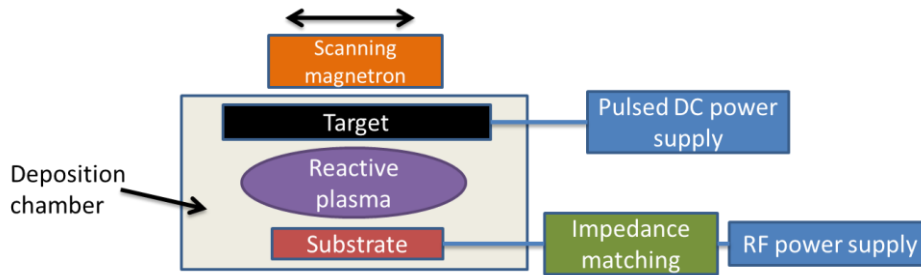 Scanning
magnetron
Target
Pulsed DC power
supply
Reactive
plasma
Deposition
chamber
Substrate
Impedance
matching
RF power supply